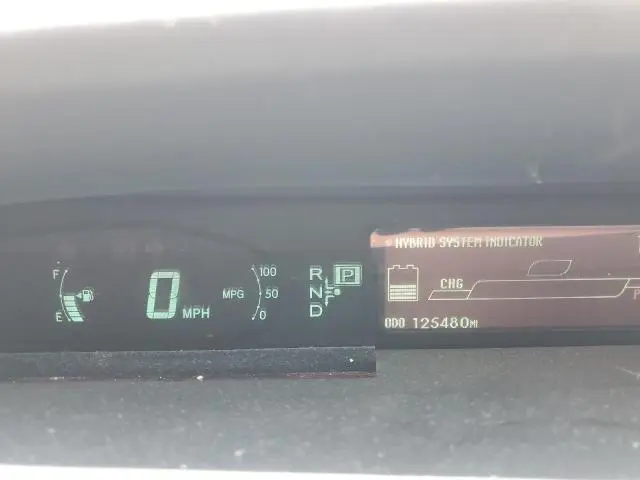 F
E
0 MPH
MPG
100
50
0
R
N
D
P
HYBRID SYSTEM INDICATOR
CHG
ODO 125480MI